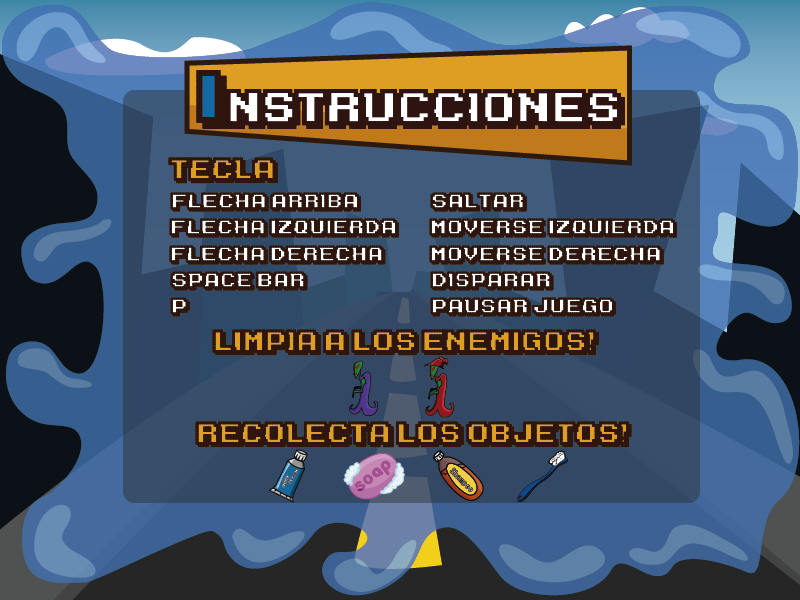 INSTRUCCIONES
TECLA
FLECHA ARRIBA SALTAR
FLECHA IZQUIERDA MOVERSE IZQUIERDA
FLECHA DERECHA MOVERSE DERECHA
SPACE BAR DISPARAR
P PAUSAR JUEGO
LIMPIA A LOS ENEMIGOS!
RECOLECTA LOS OBJETOS!
soap
Shampoo